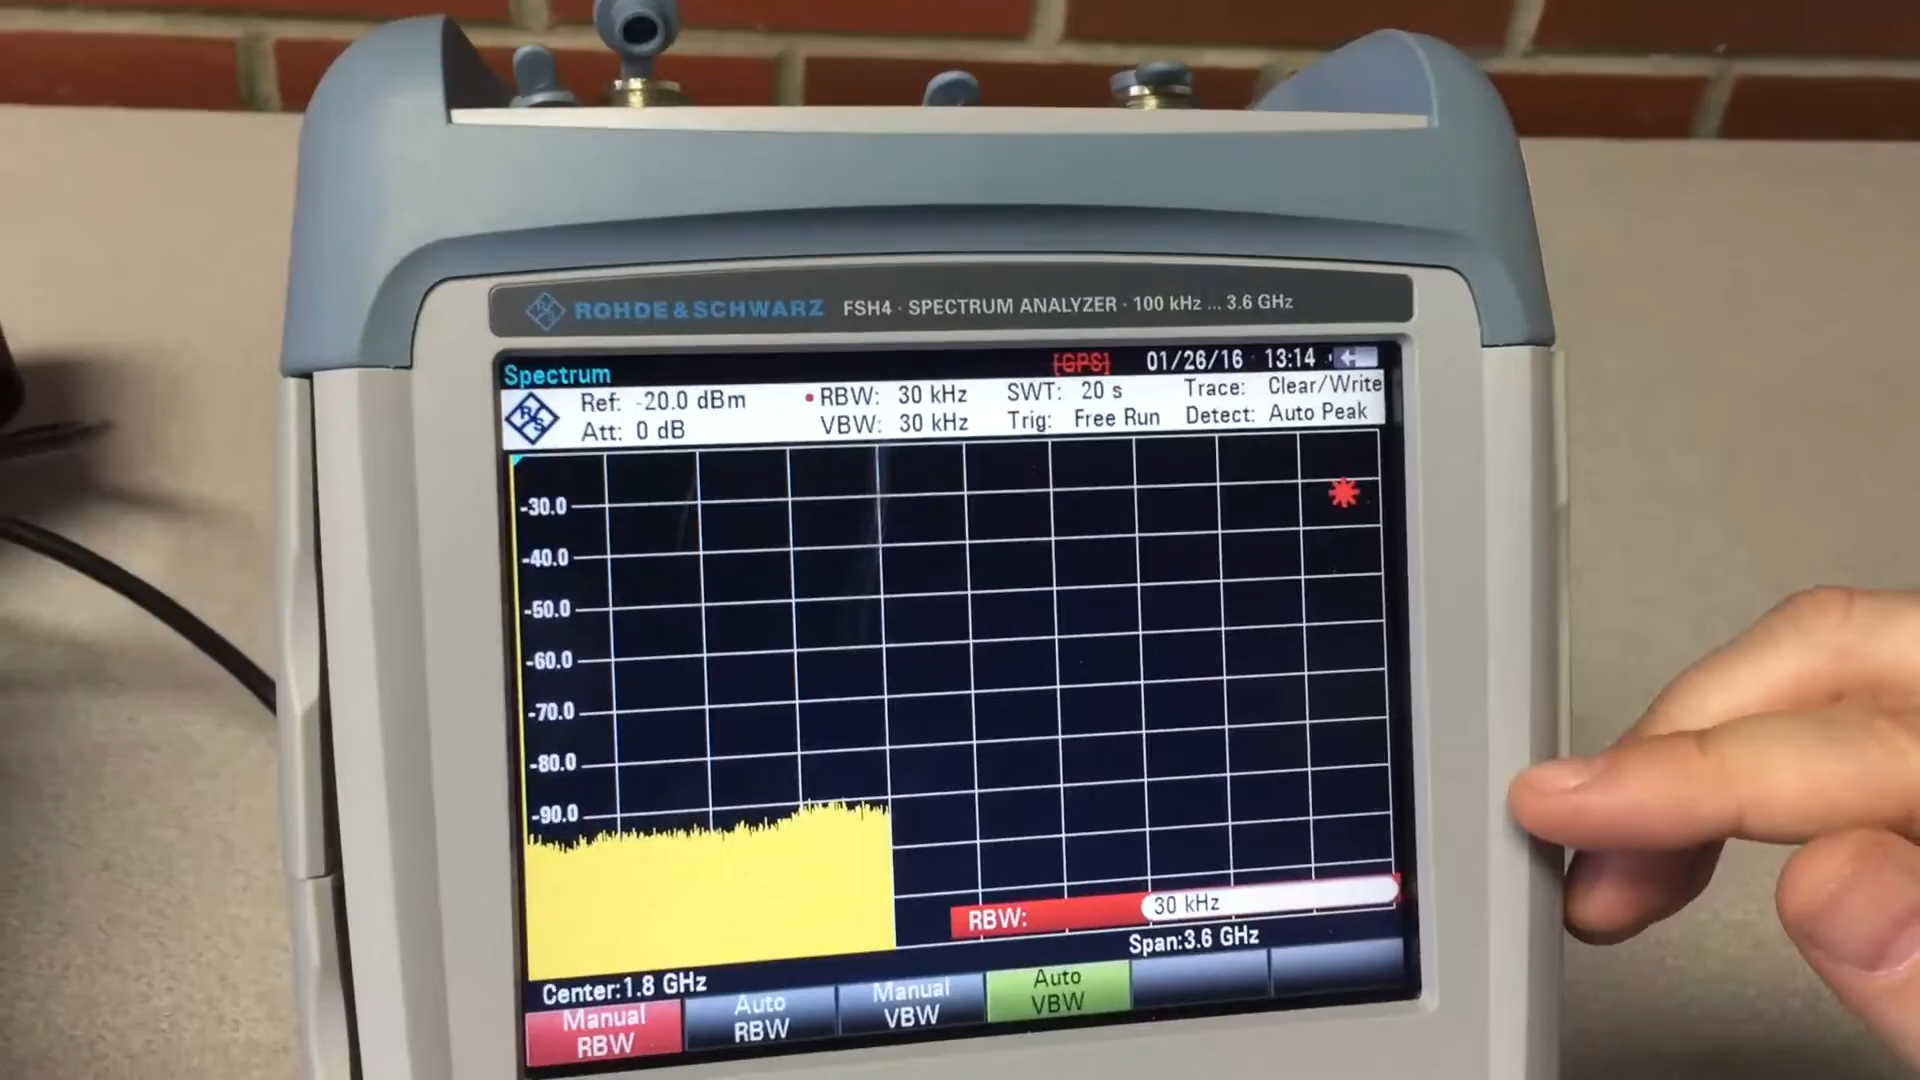 ROHDE & SCHWARZ FSH4 · SPECTRUM ANALYZER · 100 kHz ... 3.6 GHz
[GPS] 01/26/16 13:14
Spectrum
Ref: -20.0 dBm RBW: 30 kHz SWT: 20 s Trace: Clear/Write
Att: 0 dB VBW: 30 kHz Trig: Free Run Detect: Auto Peak
R S
-30.0
-40.0
-50.0
-60.0
-70.0
-80.0
-90.0
RBW: 30 kHz
Center:1.8 GHz Span:3.6 GHz
Manual RBW
Auto RBW
Manual VBW
Auto VBW